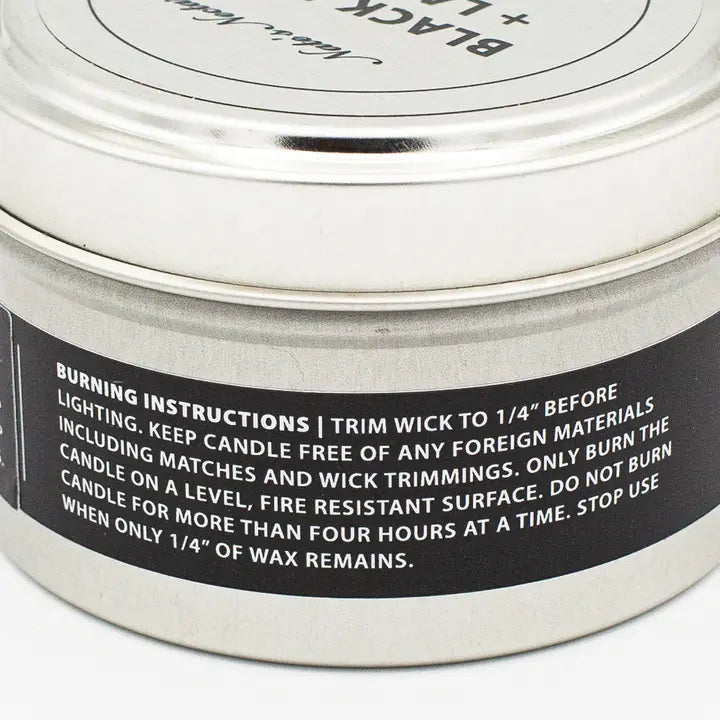 BLACK
+ LA
BURNING INSTRUCTIONS | TRIM WICK TO 1/4" BEFORE
LIGHTING. KEEP CANDLE FREE OF ANY FOREIGN MATERIALS
INCLUDING MATCHES AND WICK TRIMMINGS. ONLY BURN THE
CANDLE ON A LEVEL, FIRE RESISTANT SURFACE. DO NOT BURN
CANDLE FOR MORE THAN FOUR HOURS AT A TIME. STOP USE
WHEN ONLY 1/4" OF WAX REMAINS.